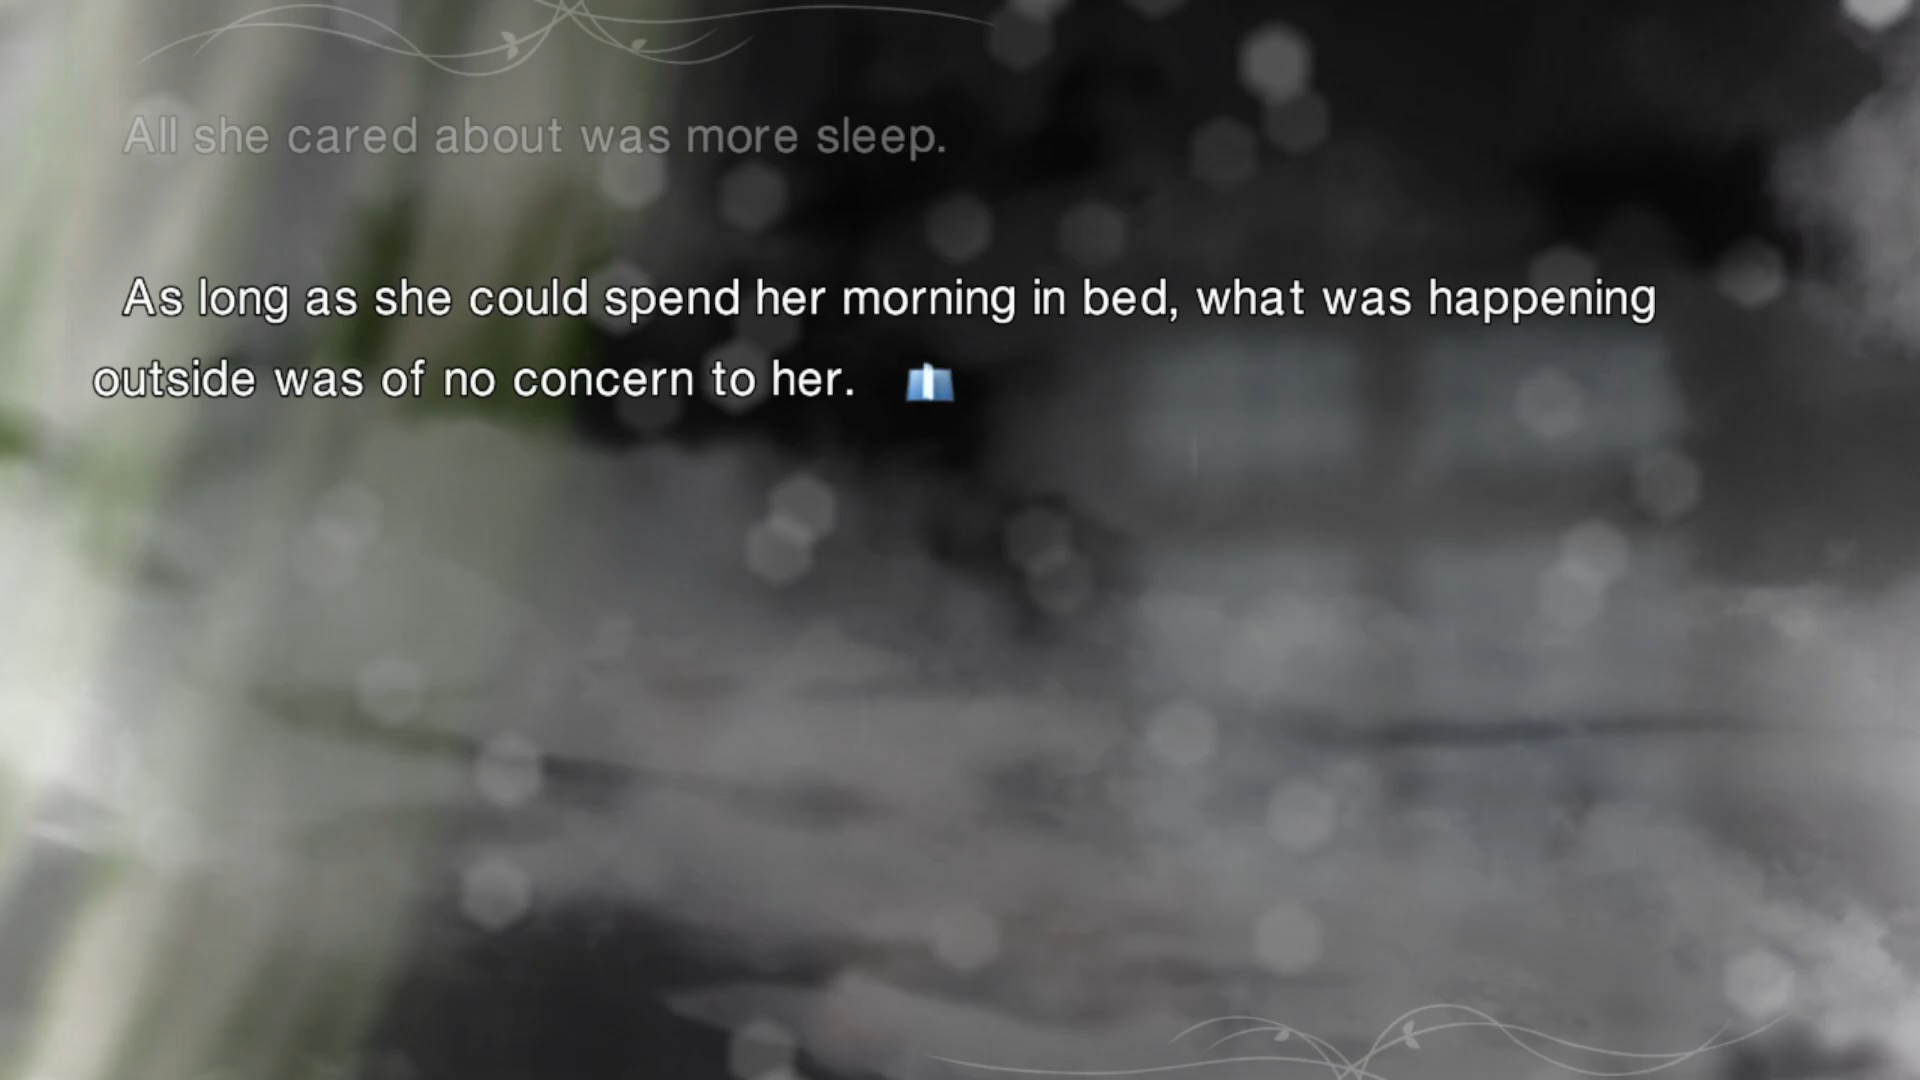 All she cared about was more sleep.
As long as she could spend her morning in bed, what was happening
outside was of no concern to her.